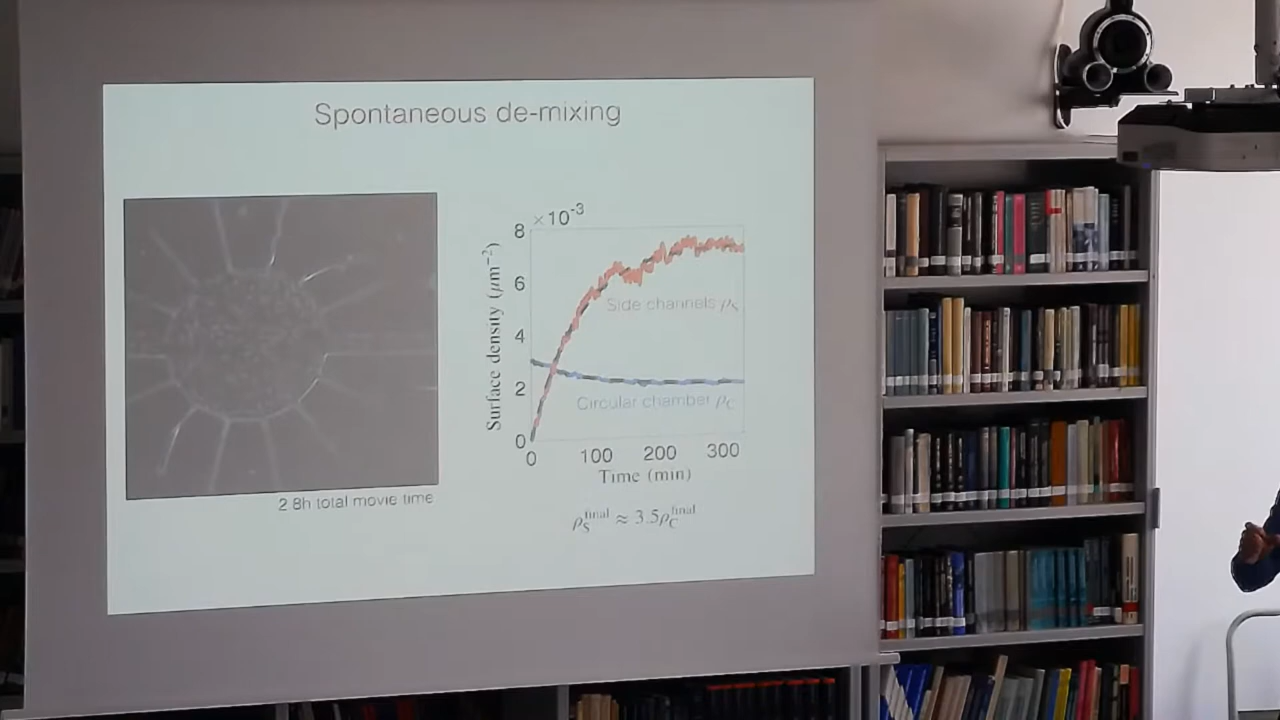 Spontaneous de-mixing
×10⁻³
8
6
4
2
0
Surface density (μm⁻²)
Side channels ρₛ
Circular chamber ρ_C
0 100 200 300
Time (min)
2.8h total movie time
ρ_S^final ≈ 3.5ρ_C^final